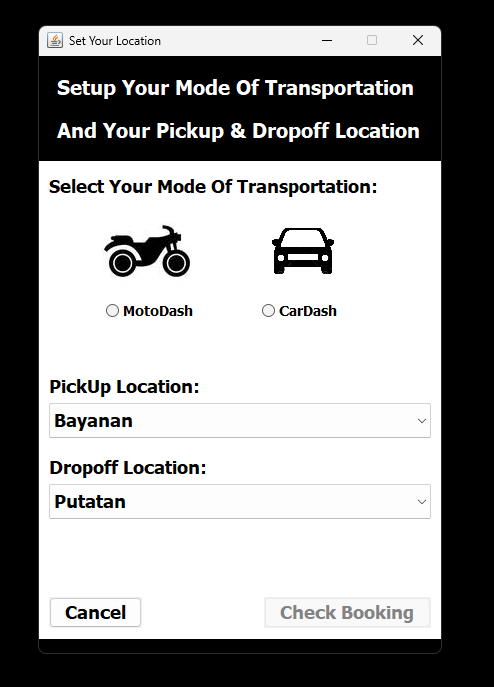 Set Your Location
Setup Your Mode Of Transportation
And Your Pickup & Dropoff Location
Select Your Mode Of Transportation:
MotoDash CarDash
PickUp Location:
Bayanan
Dropoff Location:
Putatan
Cancel Check Booking